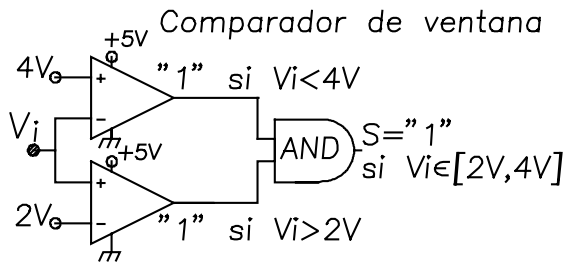 Comparador de ventana
+5V
4V
+
"1" si Vi<4V
-
Vi
AND
S="1"
si Vi∈[2V,4V]
+5V
+
2V
-
"1" si Vi>2V